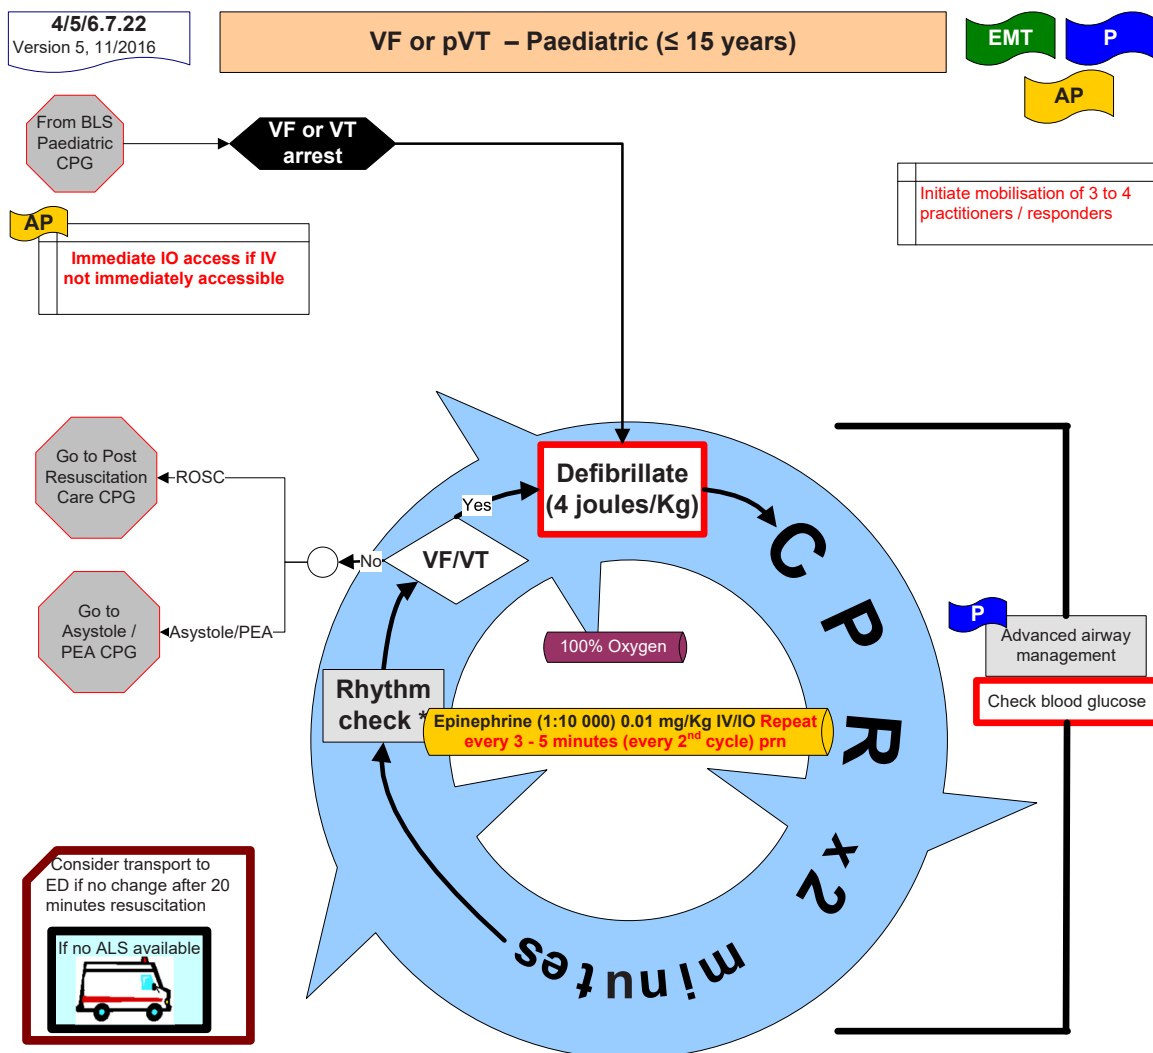 4/5/6.7.22
Version 5, 11/2016
VF or pVT – Paediatric (≤ 15 years)
EMT
P
AP
From BLS
Paediatric
CPG
VF or VT
arrest
Initiate mobilisation of 3 to 4
practitioners / responders
AP
Immediate IO access if IV
not immediately accessible
Go to Post
Resuscitation
Care CPG
ROSC
Defibrillate
(4 joules/Kg)
Yes
VF/VT
No
Go to
Asystole /
PEA CPG
Asystole/PEA
100% Oxygen
P
Advanced airway
management
Check blood glucose
Rhythm
check *
Epinephrine (1:10 000) 0.01 mg/Kg IV/IO Repeat
every 3 - 5 minutes (every 2nd cycle) prn
CPR x2 minutes
Consider transport to
ED if no change after 20
minutes resuscitation
If no ALS available